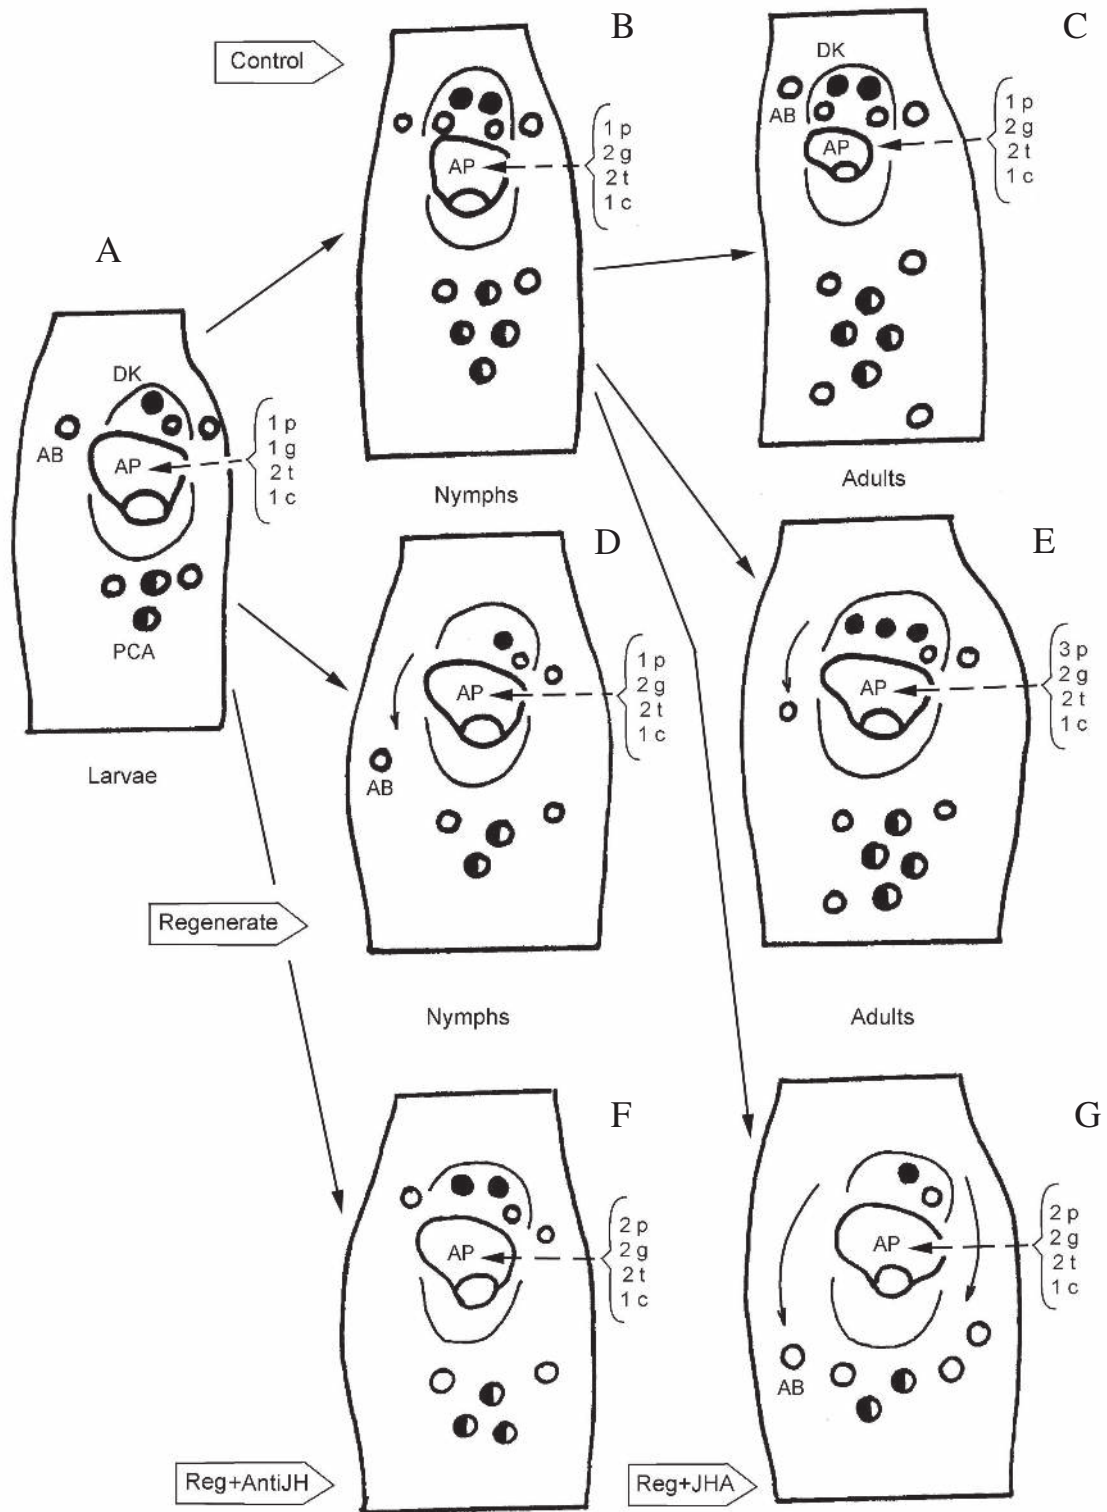 B
C
Control
DK
AB
AP
1 p
2 g
2 t
1 c
AP
1 p
2 g
2 t
1 c
A
DK
AB
AP
1 p
1 g
2 t
1 c
PCA
Larvae
Nymphs
Adults
D
E
AP
1 p
2 g
2 t
1 c
AB
AP
3 p
2 g
2 t
1 c
Regenerate
Nymphs
Adults
F
G
AP
2 p
2 g
2 t
1 c
AP
2 p
2 g
2 t
1 c
AB
Reg+AntiJH
Reg+JHA